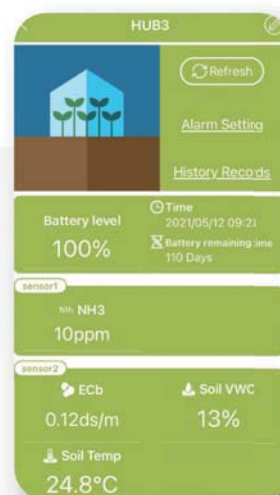 HUB3
Refresh
Alarm Setting
History Records
Battery level
100%
Time
2021/05/12 09:21
Battery remaining time
110 Days
sensor1
NH₃ NH3
10ppm
sensor2
ECb
0.12ds/m
Soil VWC
13%
Soil Temp
24.8°C